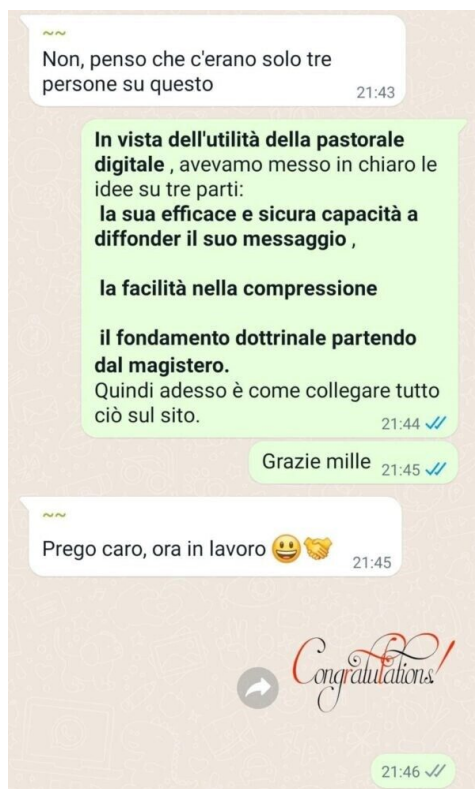 ~~
Non, penso che c'erano solo tre
persone su questo
21:43
In vista dell'utilità della pastorale
digitale , avevamo messo in chiaro le
idee su tre parti:
la sua efficace e sicura capacità a
diffonder il suo messaggio ,
la facilità nella compressione
il fondamento dottrinale partendo
dal magistero.
Quindi adesso è come collegare tutto
ciò sul sito.
21:44
Grazie mille 21:45
~~
Prego caro, ora in lavoro 😃🤝
21:45
Congratulations!
21:46